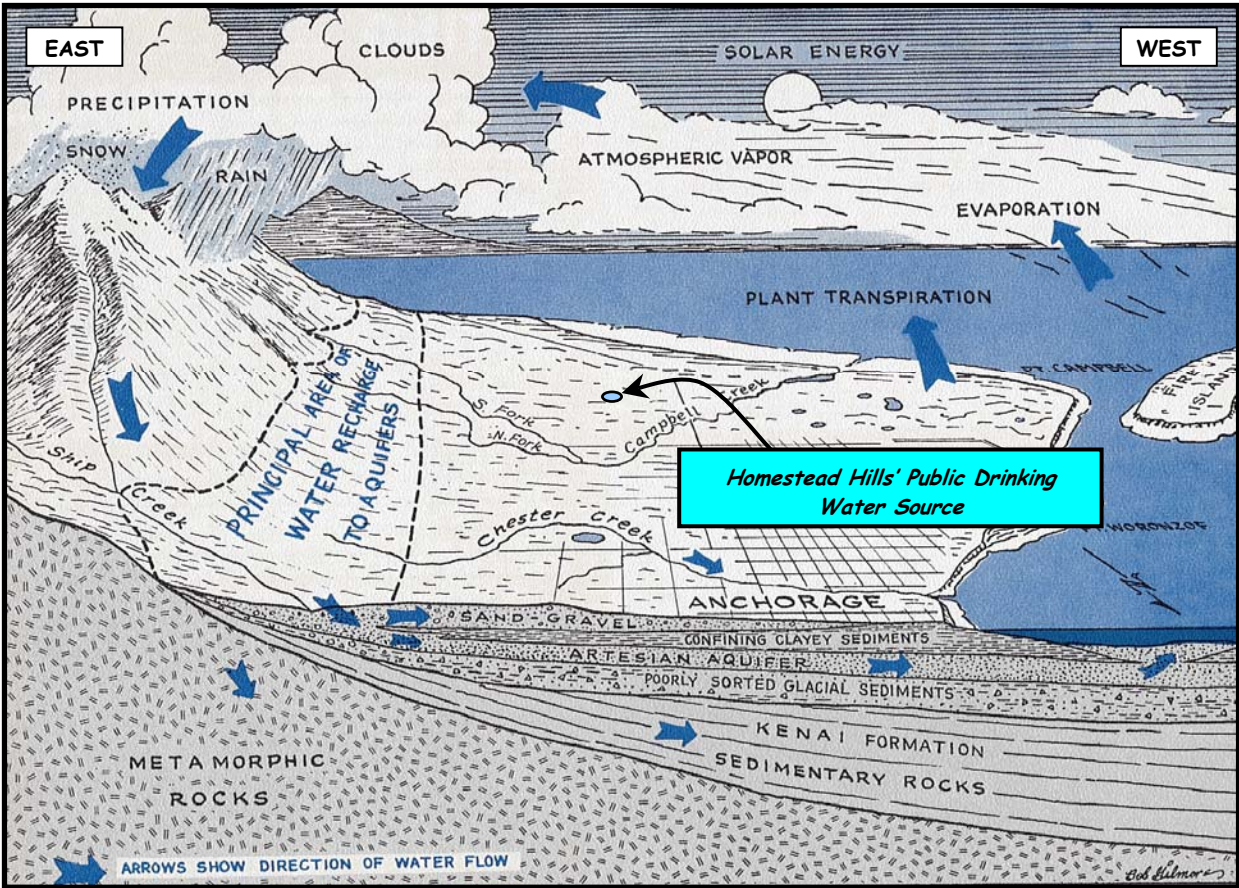 EAST
CLOUDS
SOLAR ENERGY
WEST
PRECIPITATION
SNOW
RAIN
ATMOSPHERIC VAPOR
EVAPORATION
PLANT TRANSPIRATION
PT. CAMPBELL
FIRE
ISLAND
PRINCIPAL AREA OF
WATER RECHARGE
TO AQUIFERS
S. Fork
N. Fork
Campbell Creek
Homestead Hills' Public Drinking
Water Source
WORONZOF
Ship
Creek
Chester Creek
ANCHORAGE
SAND-GRAVEL
CONFINING CLAYEY SEDIMENTS
ARTESIAN AQUIFER
POORLY SORTED GLACIAL SEDIMENTS
KENAI FORMATION
SEDIMENTARY ROCKS
METAMORPHIC
ROCKS
ARROWS SHOW DIRECTION OF WATER FLOW
Bob Gilmore